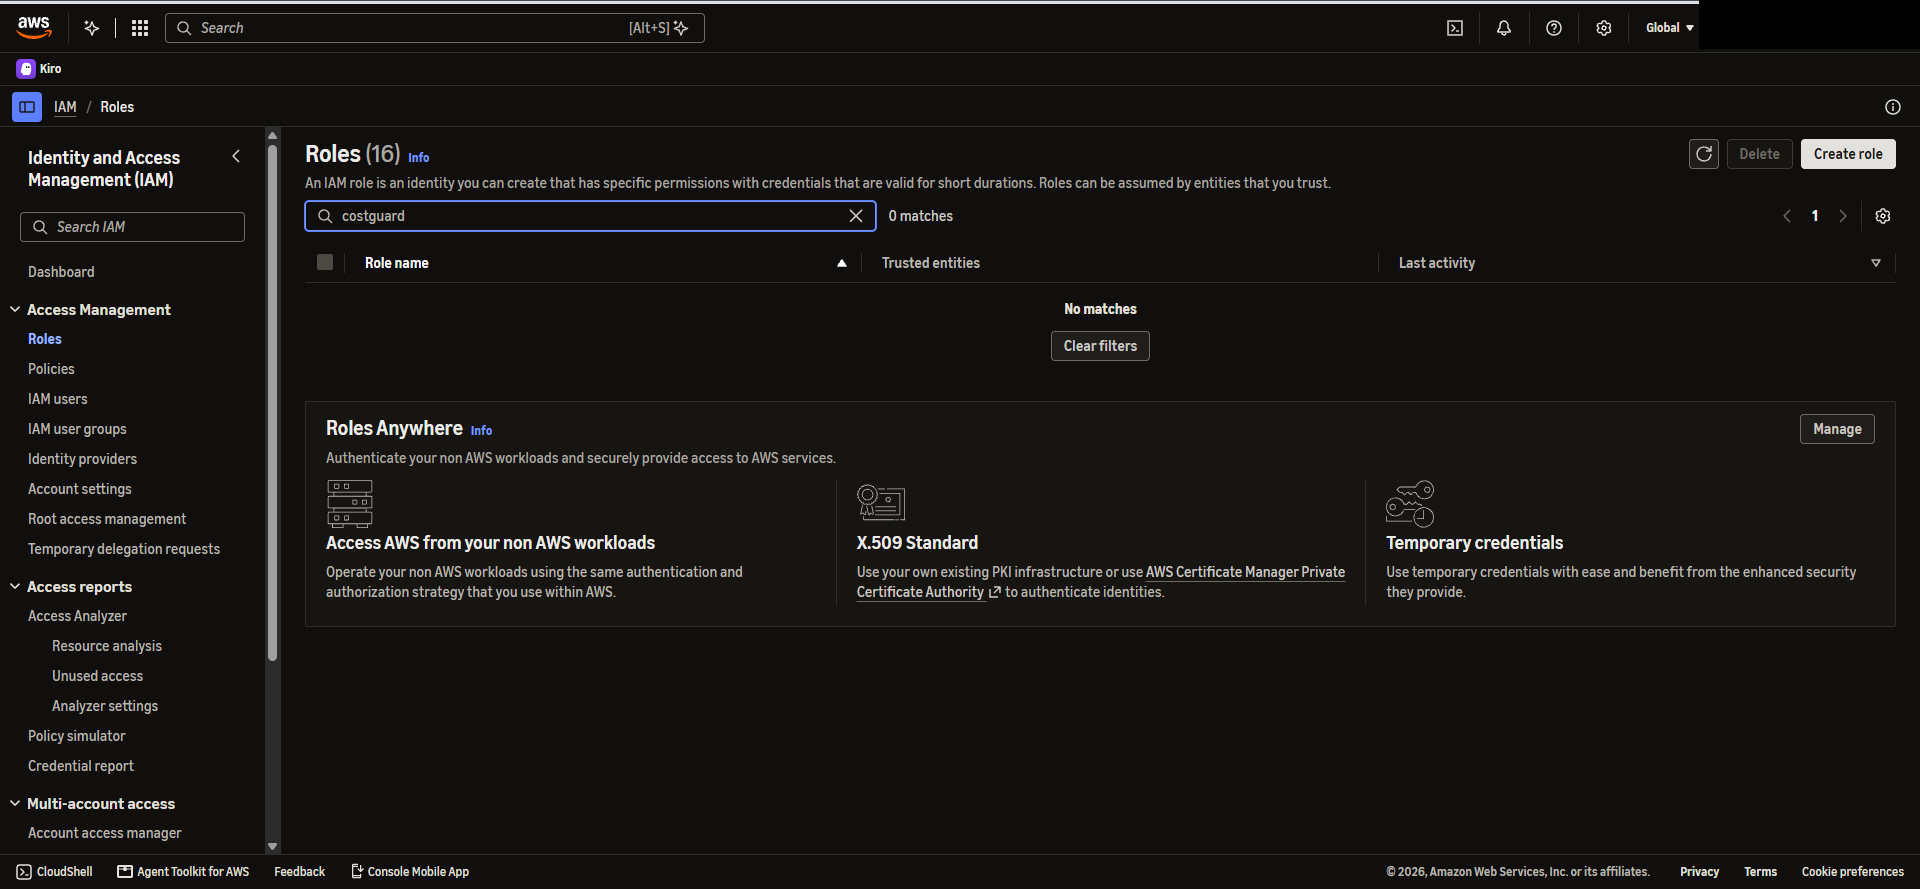 aws
Search [Alt+S]
Global
Kiro
IAM / Roles
Identity and Access
Management (IAM)
Search IAM
Dashboard
Access Management
Roles
Policies
IAM users
IAM user groups
Identity providers
Account settings
Root access management
Temporary delegation requests
Access reports
Access Analyzer
Resource analysis
Unused access
Analyzer settings
Policy simulator
Credential report
Multi-account access
Account access manager
Roles (16) Info
Delete
Create role
An IAM role is an identity you can create that has specific permissions with credentials that are valid for short durations. Roles can be assumed by entities that you trust.
costguard
0 matches
1
Role name
Trusted entities
Last activity
No matches
Clear filters
Roles Anywhere Info
Manage
Authenticate your non AWS workloads and securely provide access to AWS services.
Access AWS from your non AWS workloads
Operate your non AWS workloads using the same authentication and
authorization strategy that you use within AWS.
X.509 Standard
Use your own existing PKI infrastructure or use AWS Certificate Manager Private
Certificate Authority to authenticate identities.
Temporary credentials
Use temporary credentials with ease and benefit from the enhanced security
they provide.
CloudShell
Agent Toolkit for AWS
Feedback
Console Mobile App
© 2026, Amazon Web Services, Inc. or its affiliates.
Privacy
Terms
Cookie preferences